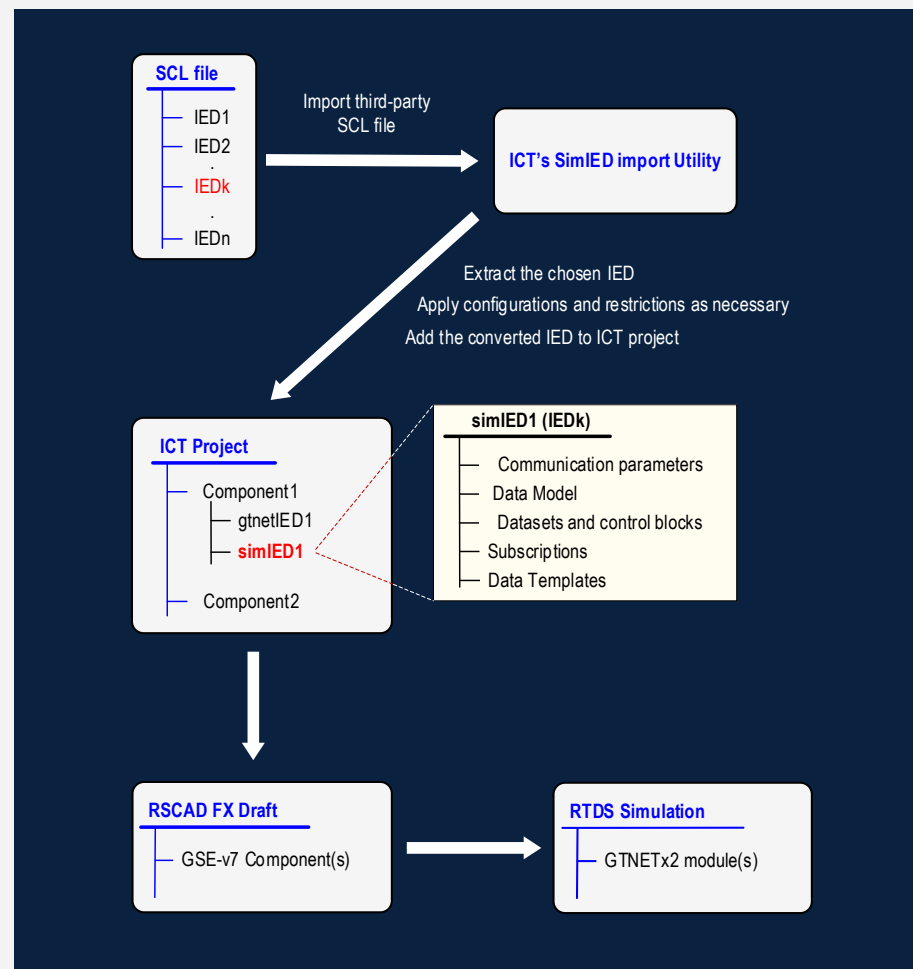 SCL file
IED1
IED2
.
IEDk
.
IEDn
Import third-party
SCL file
ICT's SimIED import Utility
Extract the chosen IED
Apply configurations and restrictions as necessary
Add the converted IED to ICT project
ICT Project
Component1
gtnetIED1
simIED1
Component2
simIED1 (IEDk)
Communication parameters
Data Model
Datasets and control blocks
Subscriptions
Data Templates
RSCAD FX Draft
GSE-v7 Component(s)
RTDS Simulation
GTNETx2 module(s)